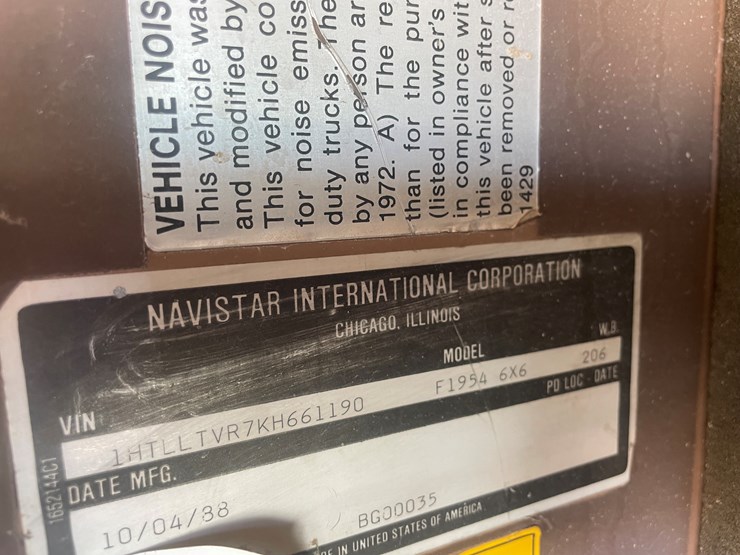 VEHICLE NOIS
This vehicle was
and modified by
This vehicle co
for noise emiss
duty trucks. The
by any person ar
1972. A) The re
than for the pur
(listed in owner's
in compliance wit
this vehicle after s
been removed or r
1429
NAVISTAR INTERNATIONAL CORPORATION
CHICAGO, ILLINOIS
VIN MODEL W.B.
1HTLLTVR7KH661190 F1954 6X6 206
DATE MFG. PD LOC - DATE
10/04/88 BG00035
IN UNITED STATES OF AMERICA
1652144C1